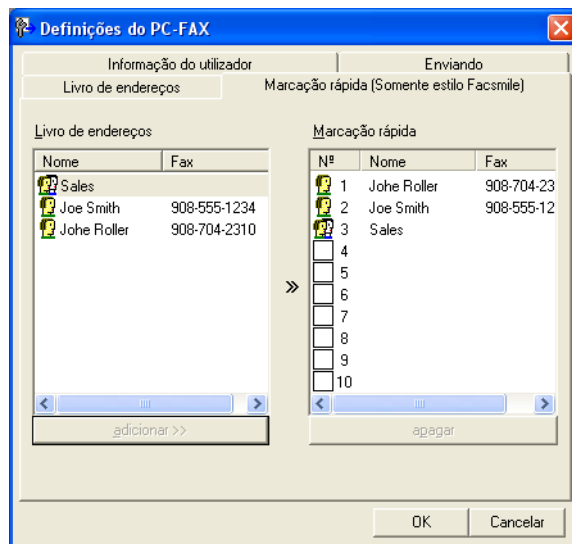 Definições do PC-FAX
Informação do utilizador
Enviando
Livro de endereços
Marcação rápida (Somente estilo Facsmile)
Livro de endereços
Nome Fax
Sales
Joe Smith 908-555-1234
Johe Roller 908-704-2310
adicionar >>
»
Marcação rápida
Nº Nome Fax
1 Johe Roller 908-704-23
2 Joe Smith 908-555-12
3 Sales
4
5
6
7
8
9
10
apagar
OK
Cancelar